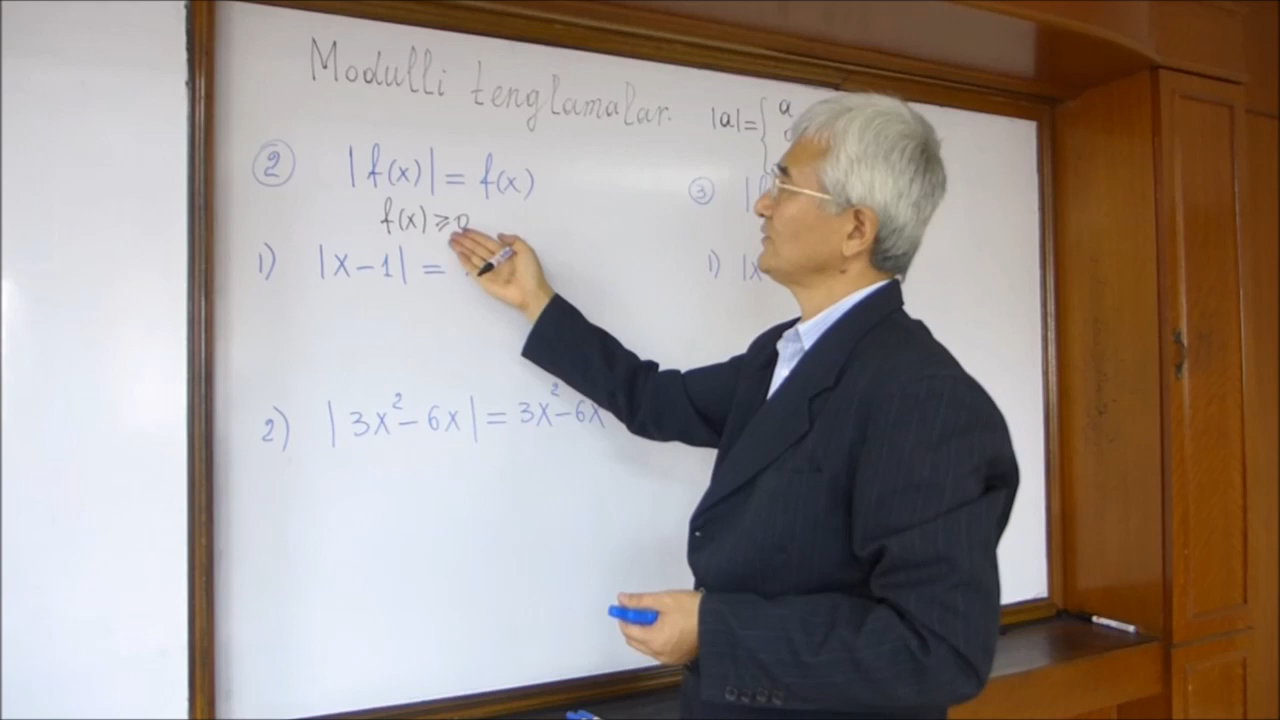 Modulli tenglamalar.
|a|={ a
2 |f(x)| = f(x)
f(x) ≥ 0
1) |x-1| =
2) |3x²-6x| = 3x²-6x
3
1) |x